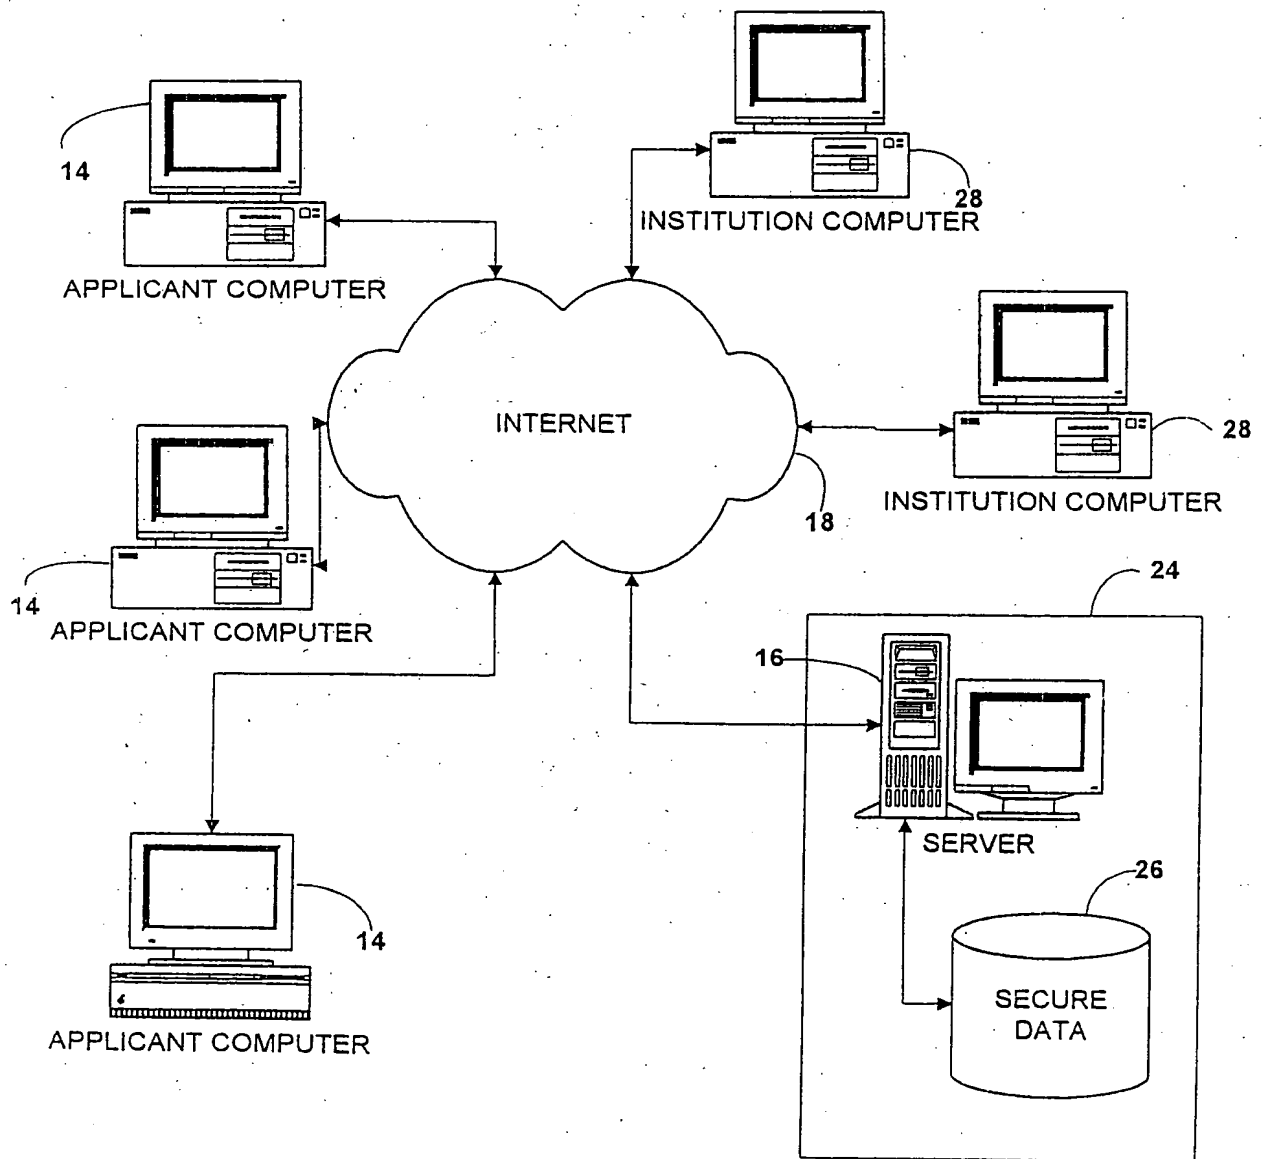 14
APPLICANT COMPUTER
28
INSTITUTION COMPUTER
INTERNET
18
28
INSTITUTION COMPUTER
14
APPLICANT COMPUTER
24
16
SERVER
14
APPLICANT COMPUTER
26
SECURE
DATA